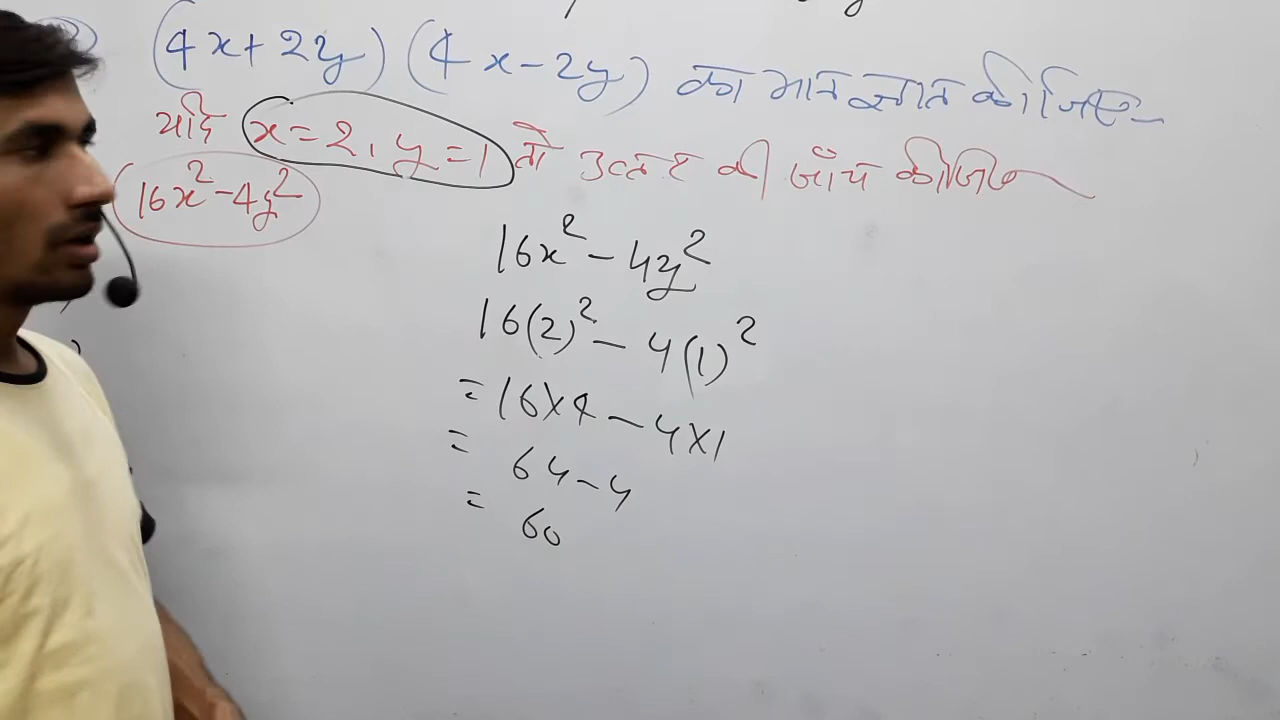 (4x+2y) (4x-2y) का मान ज्ञात कीजिए
यदि x=2, y=1 तो उत्तर की जाँच कीजिए
16x²-4y²
16x²-4y²
16(2)²-4(1)²
=16×4-4×1
= 64-4
= 60